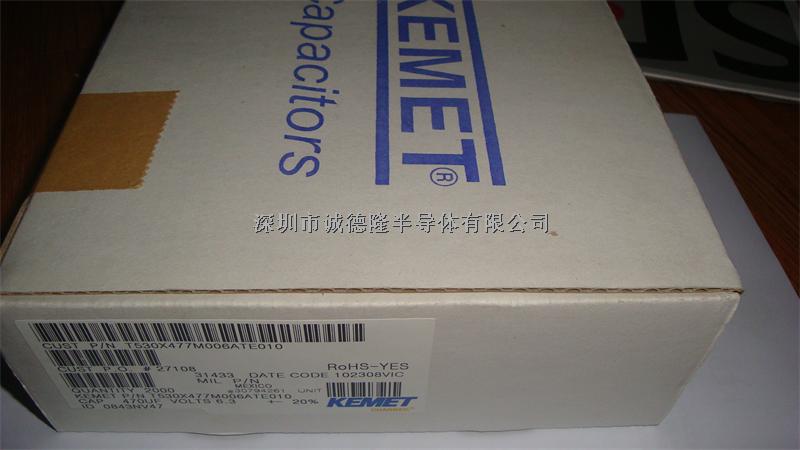 KEMET®
Capacitors
深圳市诚德隆半导体有限公司
CUST P/N T530X477M006ATE010
CUST P.O. # 27108 RoHS-YES
31433 DATE CODE 102308VIC
MIL P/N
QUANTITY 2000 MEXICO UNIT
#30794261
KEMET P/N T530X477M006ATE010
CAP 470UF VOLTS 6.3 +- 20%
ID 0843NV47
KEMET
CHARGED